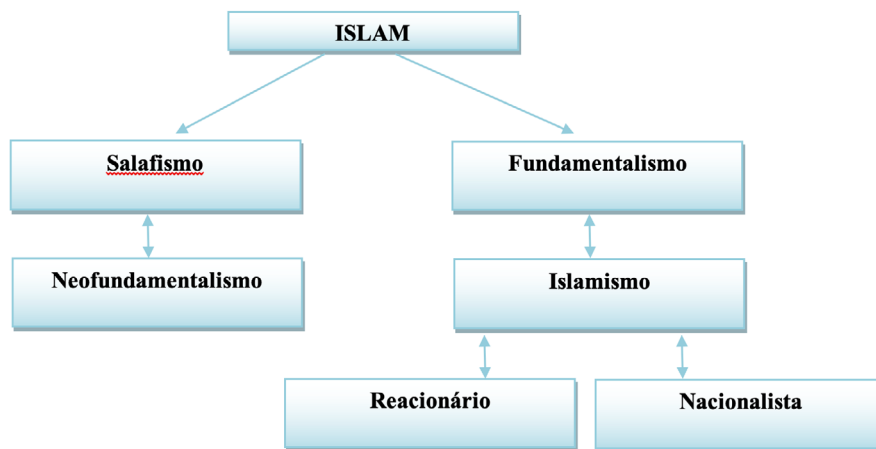 ISLAM
Salafismo
Fundamentalismo
Neofundamentalismo
Islamismo
Reacionário
Nacionalista